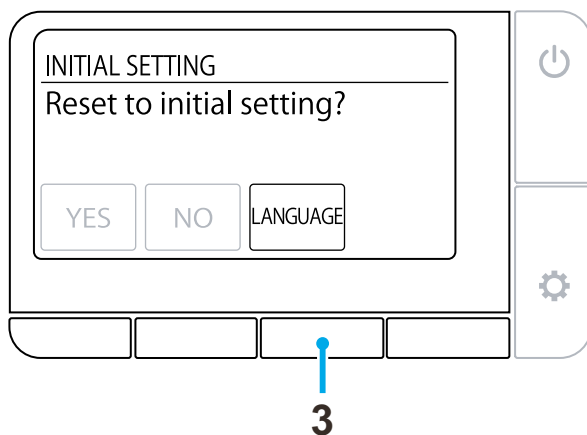 INITIAL SETTING
Reset to initial setting?
YES NO LANGUAGE
3